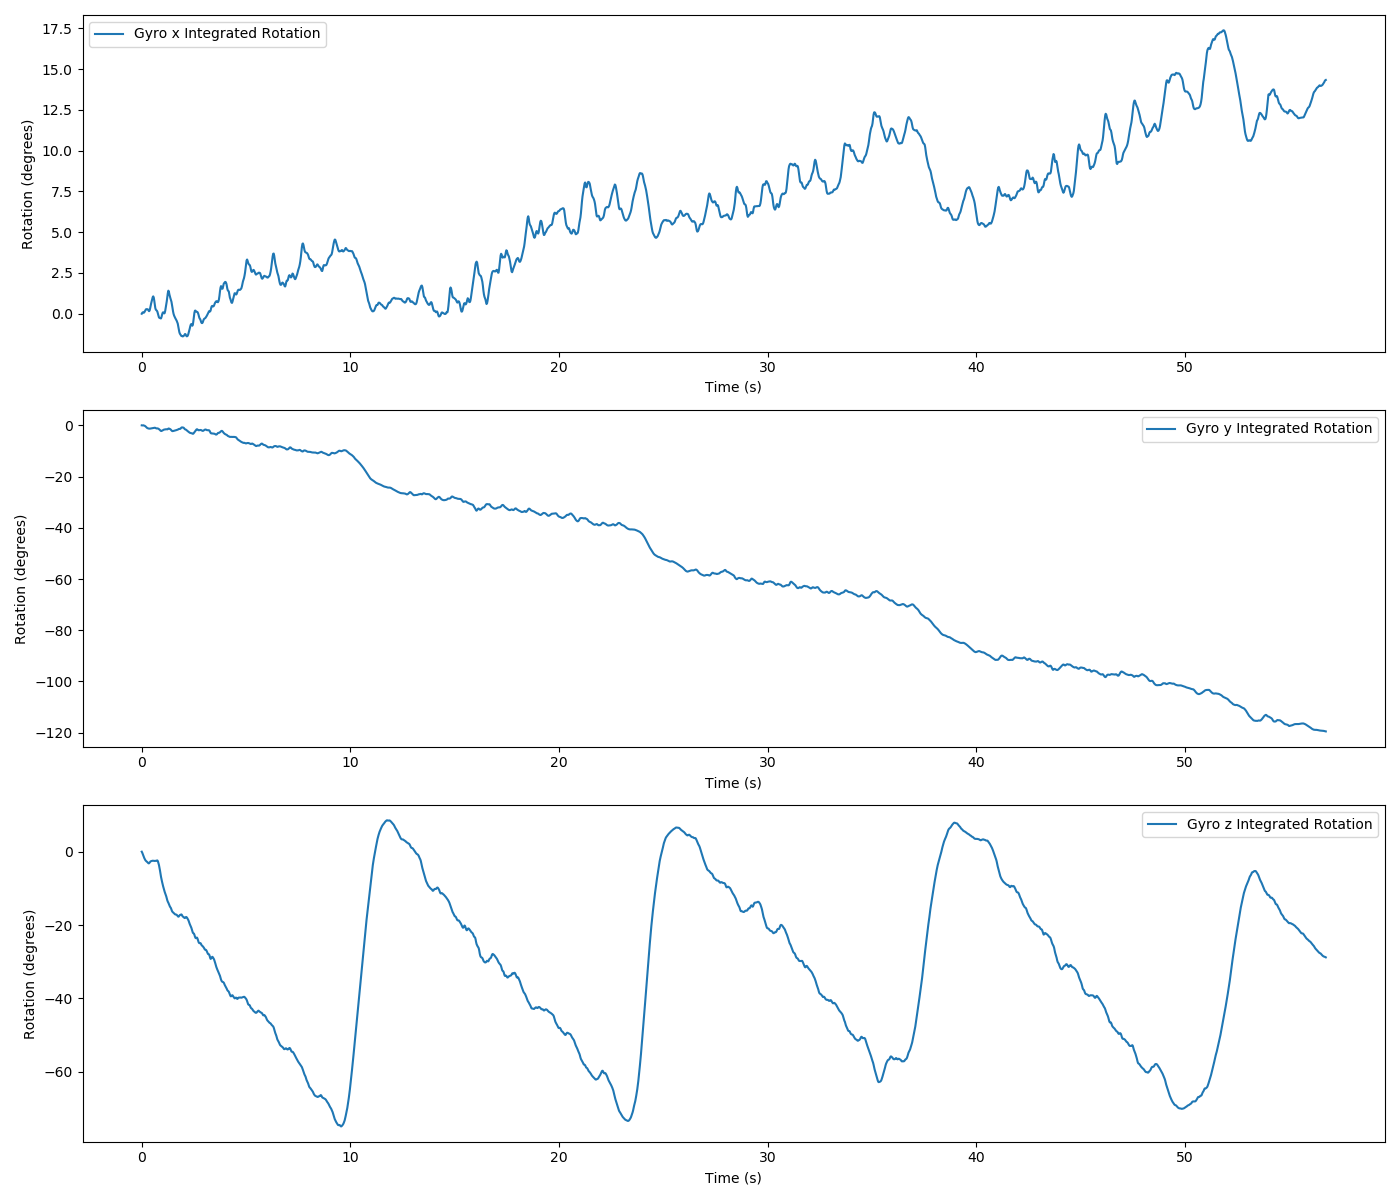 Gyro x Integrated Rotation
17.5
15.0
12.5
10.0
7.5
5.0
2.5
0.0
Rotation (degrees)
0 10 20 30 40 50
Time (s)
Gyro y Integrated Rotation
0
−20
−40
−60
−80
−100
−120
Rotation (degrees)
0 10 20 30 40 50
Time (s)
Gyro z Integrated Rotation
0
−20
−40
−60
Rotation (degrees)
0 10 20 30 40 50
Time (s)